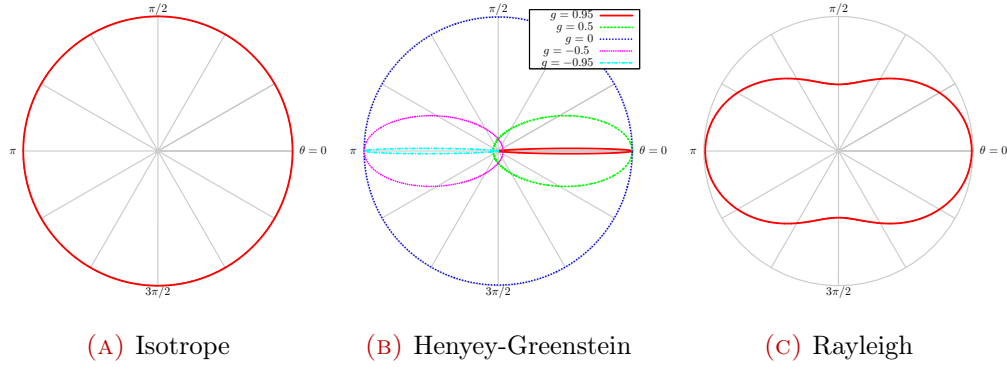 π/2
π
θ = 0
3π/2
(A) Isotrope
π/2
g = 0.95
g = 0.5
g = 0
g = −0.5
g = −0.95
π
θ = 0
3π/2
(B) Henyey-Greenstein
π/2
π
θ = 0
3π/2
(C) Rayleigh